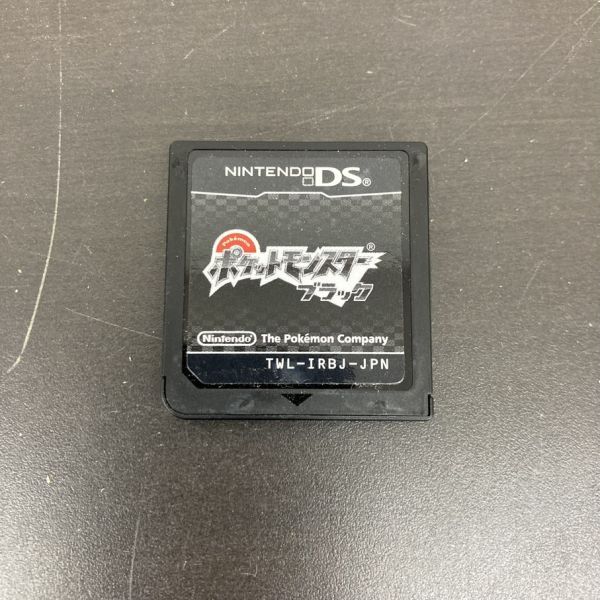 NINTENDO DS®
Pokémon
ポケットモンスター®
ブラック
Nintendo The Pokémon Company
TWL-IRBJ-JPN